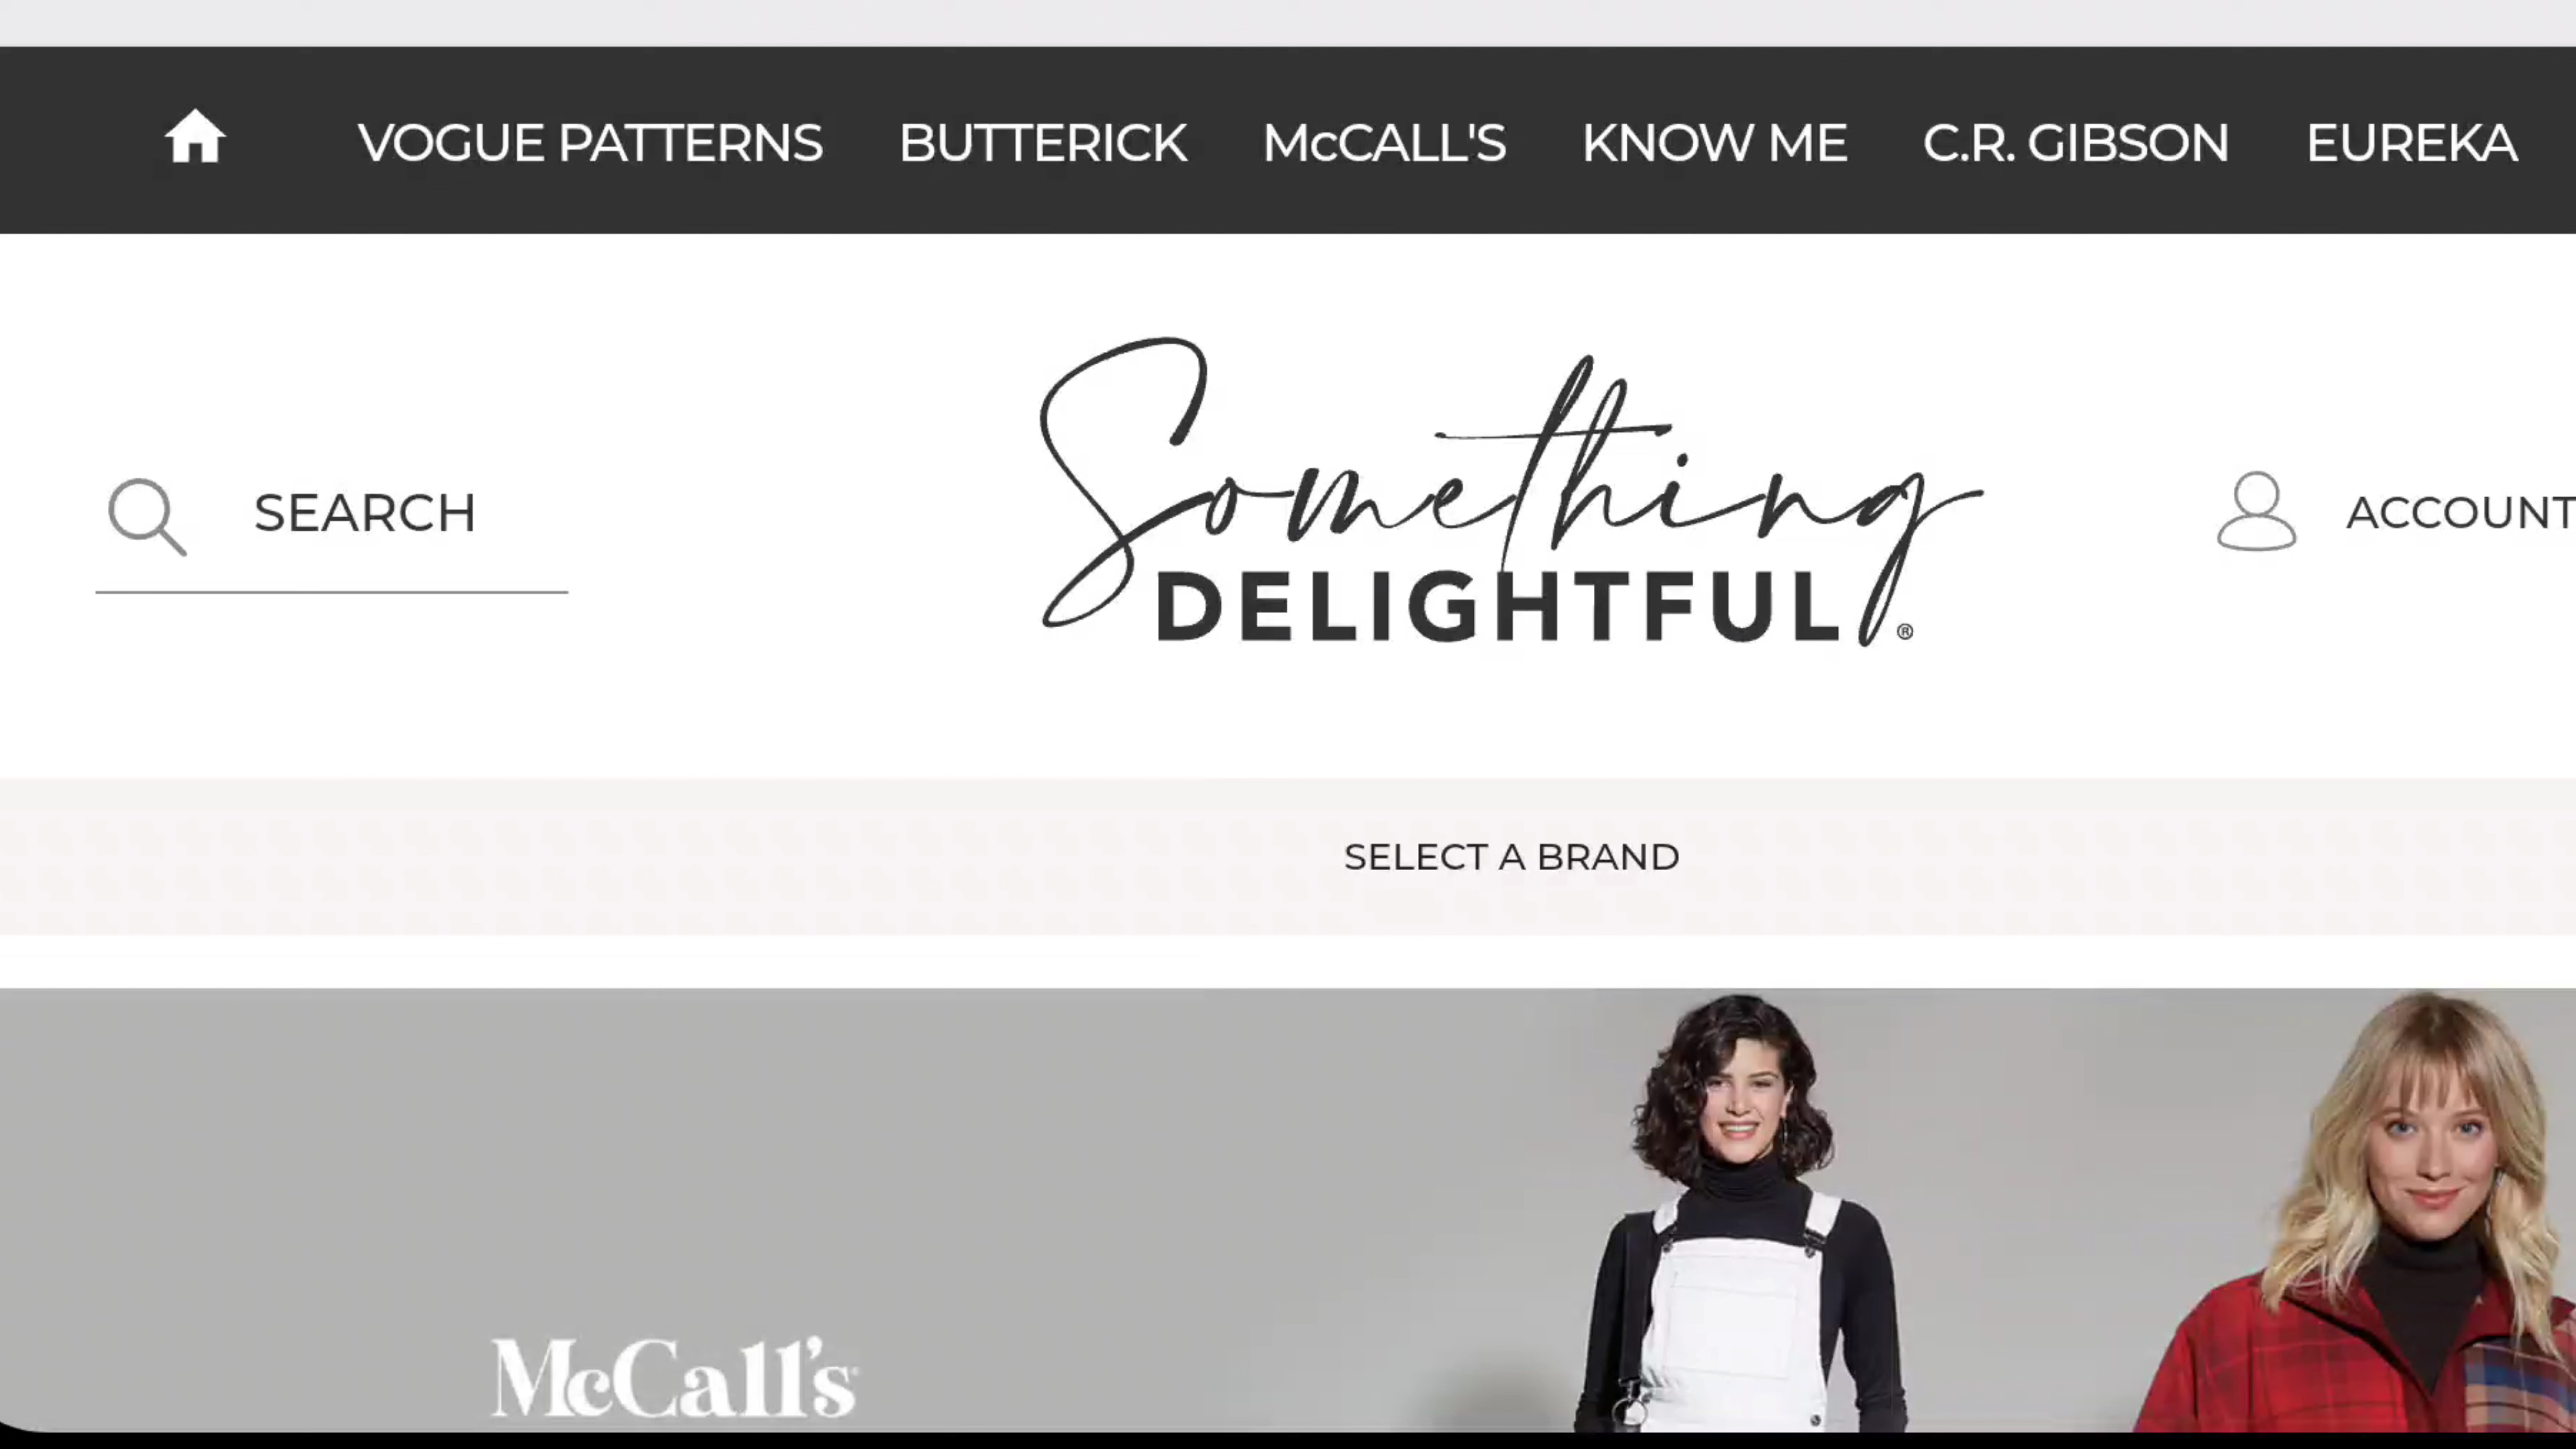 VOGUE PATTERNS BUTTERICK McCALL'S KNOW ME C.R. GIBSON EUREKA
SEARCH
Something
DELIGHTFUL®
ACCOUNT
SELECT A BRAND
McCall's